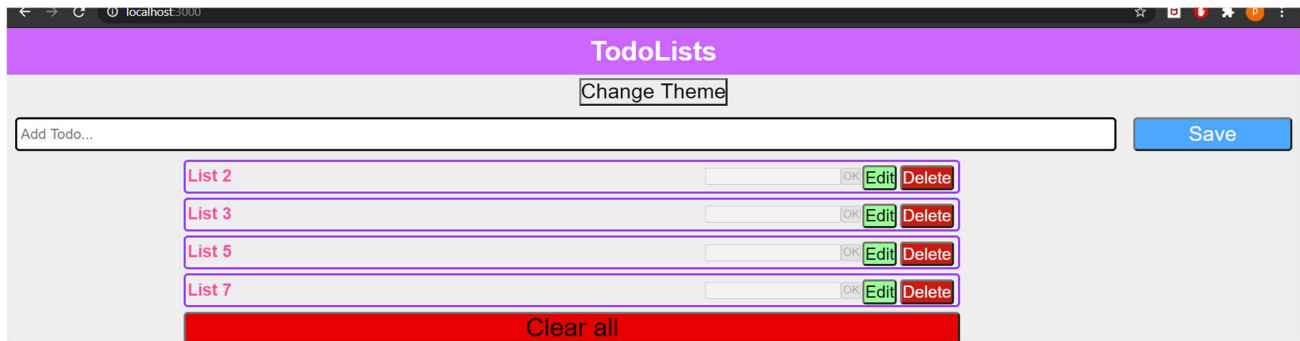 localhost:3000
P
TodoLists
Change Theme
Add Todo... Save
List 2 OK Edit Delete
List 3 OK Edit Delete
List 5 OK Edit Delete
List 7 OK Edit Delete
Clear all